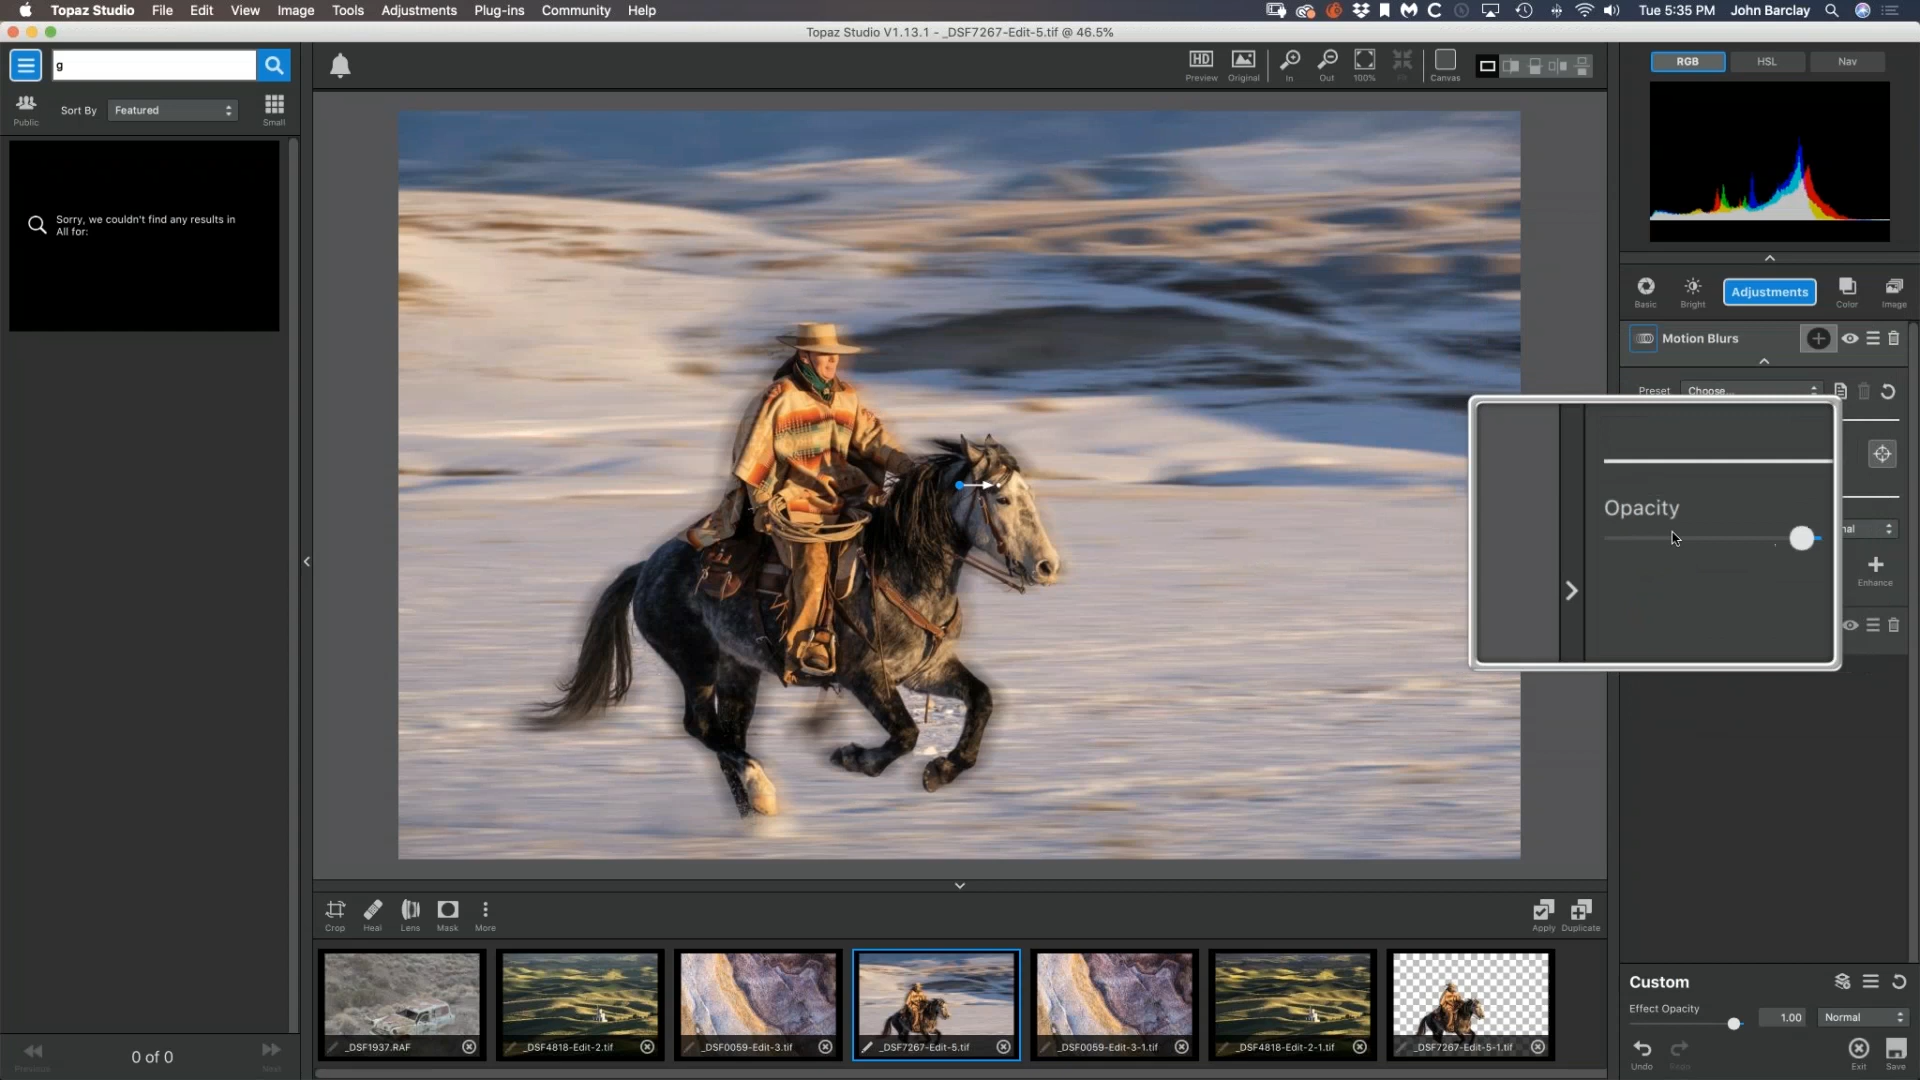 Topaz Studio File Edit View Image Tools Adjustments Plug-ins Community Help Tue 5:35 PM John Barclay
Topaz Studio V1.13.1 - _DSF7267-Edit-5.tif @ 46.5%
g
Public Sort By Featured Small
Sorry, we couldn't find any results in
All for:
HD
Preview Original In Out 100% Canvas
RGB HSL Nav
Basic Bright Adjustments Color Image
Motion Blurs
Preset Choose...
Opacity
Enhance
Crop Heal Lens Mask More Apply Duplicate
_DSF1937.RAF _DSF4818-Edit-2.tif _DSF0059-Edit-3.tif _DSF7267-Edit-5.tif _DSF0059-Edit-3-1.tif _DSF4818-Edit-2-1.tif _DSF7267-Edit-5-1.tif
Custom
Effect Opacity 1.00 Normal
Previous 0 of 0 Next
Undo Redo Exit Save